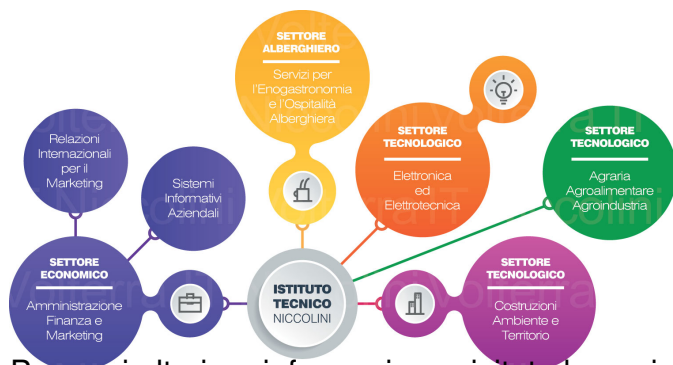 SETTORE
ALBERGHIERO
Servizi per
l'Enogastronomia
e l'Ospitalità
Alberghiera
Relazioni
Internazionali
per il
Marketing
Sistemi
Informativi
Aziendali
SETTORE
TECNOLOGICO
Elettronica
ed
Elettrotecnica
SETTORE
TECNOLOGICO
Agraria
Agroalimentare
Agroindustria
SETTORE
ECONOMICO
Amministrazione
Finanza e
Marketing
ISTITUTO
TECNICO
NICCOLINI
SETTORE
TECNOLOGICO
Costruzioni
Ambiente e
Territorio